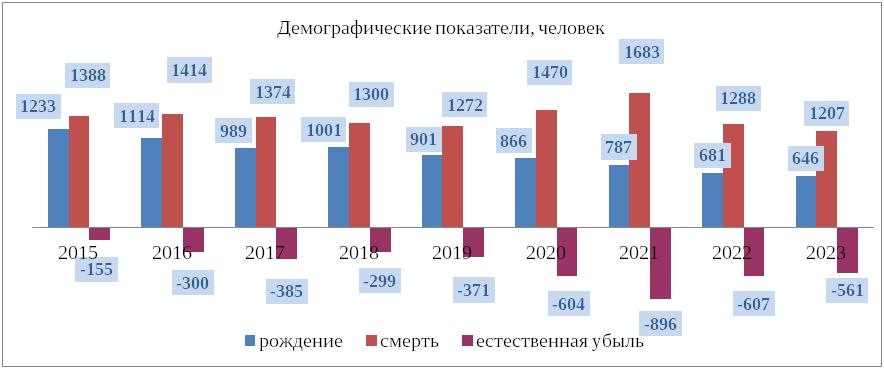 Демографические показатели, человек
1233 1388 1114 1414 989 1374 1001 1300 901 1272 866 1470 787 1683 681 1288 646 1207
2015 2016 2017 2018 2019 2020 2021 2022 2023
-155 -300 -385 -299 -371 -604 -896 -607 -561
рождение смерть естественная убыль